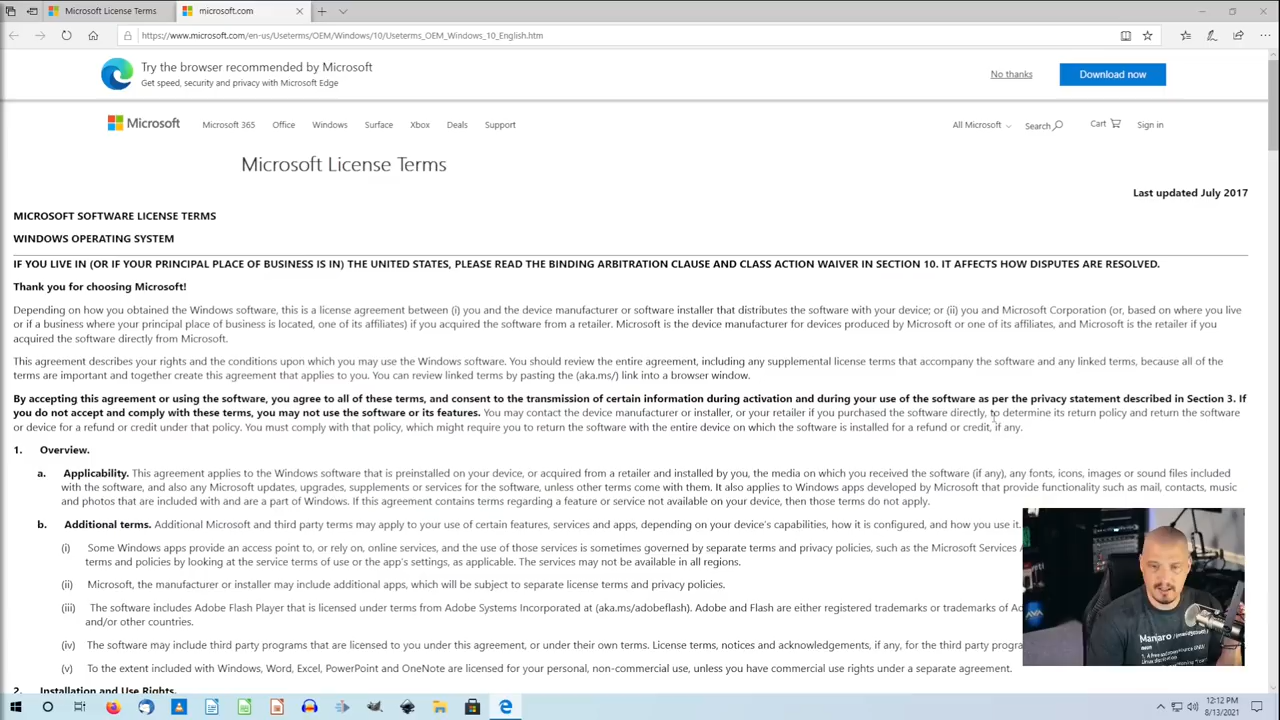 Microsoft License Terms
microsoft.com
https://www.microsoft.com/en-us/Useterms/OEM/Windows/10/Useterms_OEM_Windows_10_English.htm
Try the browser recommended by Microsoft
Get speed, security and privacy with Microsoft Edge
No thanks
Download now
Microsoft
Microsoft 365 Office Windows Surface Xbox Deals Support
All Microsoft Search Cart Sign in
Microsoft License Terms
Last updated July 2017
MICROSOFT SOFTWARE LICENSE TERMS
WINDOWS OPERATING SYSTEM
IF YOU LIVE IN (OR IF YOUR PRINCIPAL PLACE OF BUSINESS IS IN) THE UNITED STATES, PLEASE READ THE BINDING ARBITRATION CLAUSE AND CLASS ACTION WAIVER IN SECTION 10. IT AFFECTS HOW DISPUTES ARE RESOLVED.
Thank you for choosing Microsoft!
Depending on how you obtained the Windows software, this is a license agreement between (i) you and the device manufacturer or software installer that distributes the software with your device; or (ii) you and Microsoft Corporation (or, based on where you live
or if a business where your principal place of business is located, one of its affiliates) if you acquired the software from a retailer. Microsoft is the device manufacturer for devices produced by Microsoft or one of its affiliates, and Microsoft is the retailer if you
acquired the software directly from Microsoft.
This agreement describes your rights and the conditions upon which you may use the Windows software. You should review the entire agreement, including any supplemental license terms that accompany the software and any linked terms, because all of the
terms are important and together create this agreement that applies to you. You can review linked terms by pasting the (aka.ms/) link into a browser window.
By accepting this agreement or using the software, you agree to all of these terms, and consent to the transmission of certain information during activation and during your use of the software as per the privacy statement described in Section 3. If
you do not accept and comply with these terms, you may not use the software or its features. You may contact the device manufacturer or installer, or your retailer if you purchased the software directly, to determine its return policy and return the software
or device for a refund or credit under that policy. You must comply with that policy, which might require you to return the software with the entire device on which the software is installed for a refund or credit, if any.
1. Overview.
a. Applicability. This agreement applies to the Windows software that is preinstalled on your device, or acquired from a retailer and installed by you, the media on which you received the software (if any), any fonts, icons, images or sound files included
with the software, and also any Microsoft updates, upgrades, supplements or services for the software, unless other terms come with them. It also applies to Windows apps developed by Microsoft that provide functionality such as mail, contacts, music
and photos that are included with and are a part of Windows. If this agreement contains terms regarding a feature or service not available on your device, then those terms do not apply.
b. Additional terms. Additional Microsoft and third party terms may apply to your use of certain features, services and apps, depending on your device's capabilities, how it is configured, and how you use it.
(i) Some Windows apps provide an access point to, or rely on, online services, and the use of those services is sometimes governed by separate terms and privacy policies, such as the Microsoft Services A
terms and policies by looking at the service terms of use or the app's settings, as applicable. The services may not be available in all regions.
(ii) Microsoft, the manufacturer or installer may include additional apps, which will be subject to separate license terms and privacy policies.
(iii) The software includes Adobe Flash Player that is licensed under terms from Adobe Systems Incorporated at (aka.ms/adobeflash). Adobe and Flash are either registered trademarks or trademarks of Ad
and/or other countries.
(iv) The software may include third party programs that are licensed to you under this agreement, or under their own terms. License terms, notices and acknowledgements, if any, for the third party progra
(v) To the extent included with Windows, Word, Excel, PowerPoint and OneNote are licensed for your personal, non-commercial use, unless you have commercial use rights under a separate agreement.
2. Installation and Use Rights.
Manjaro
noun
12:12 PM
8/13/2021